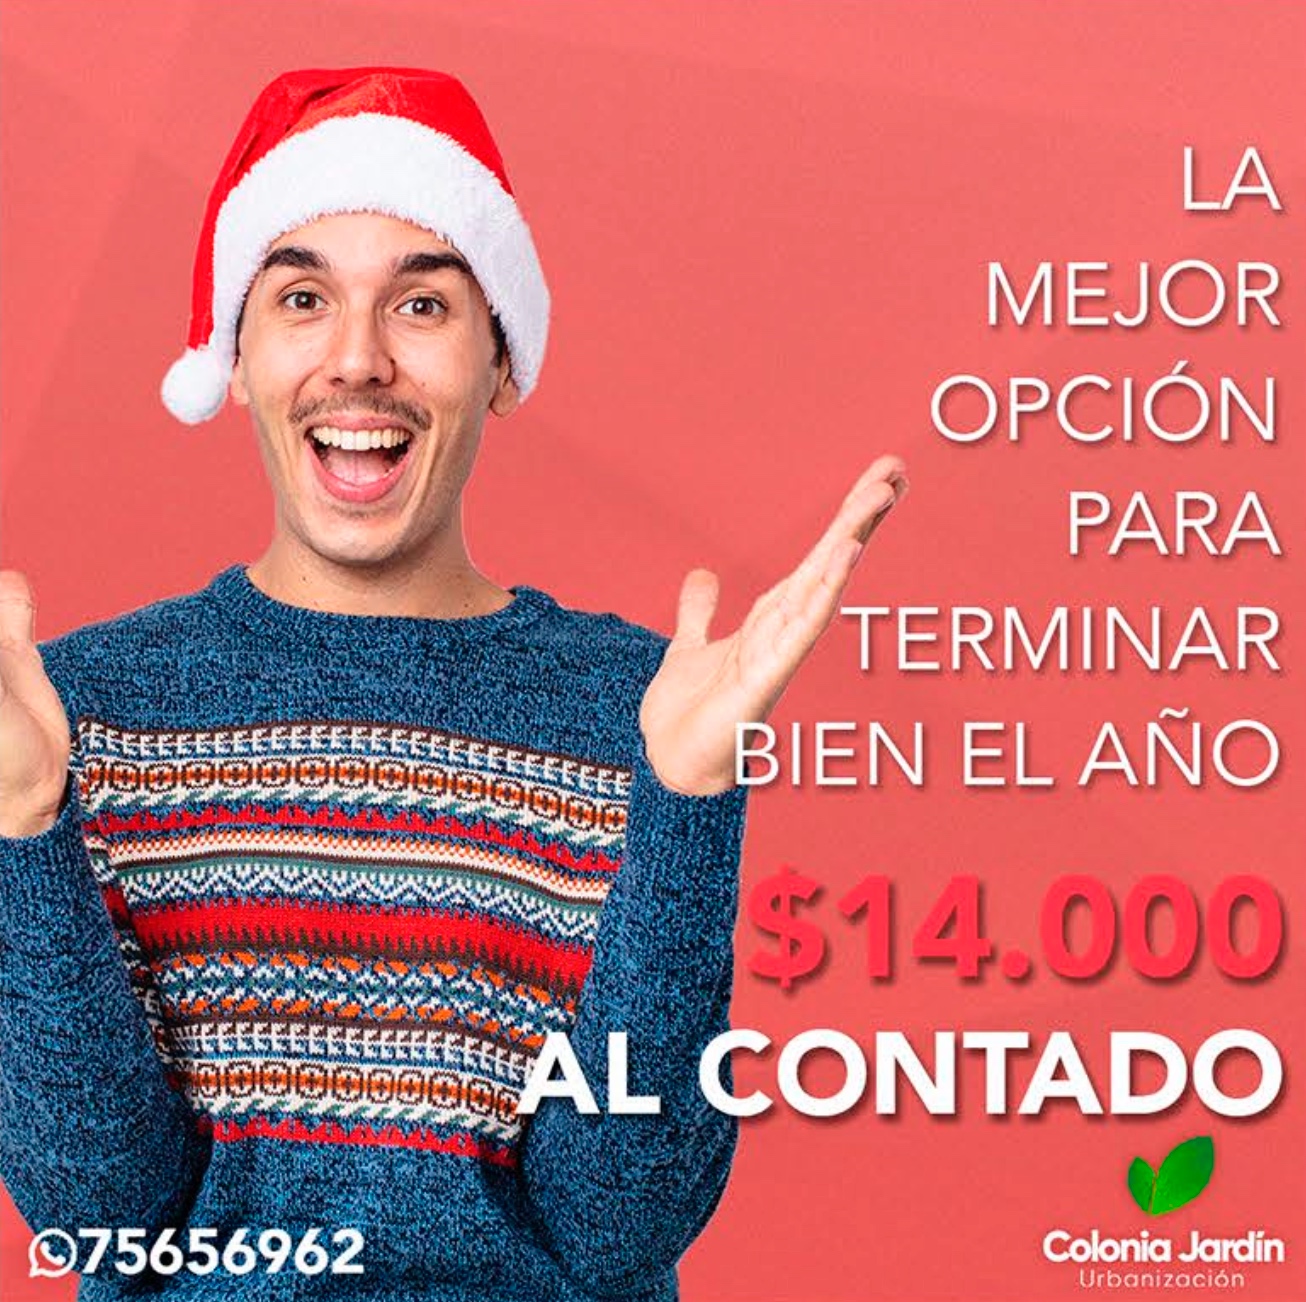 LA
MEJOR
OPCIÓN
PARA
TERMINAR
BIEN EL AÑO
$14.000
AL CONTADO
Colonia Jardín
Urbanización
75656962